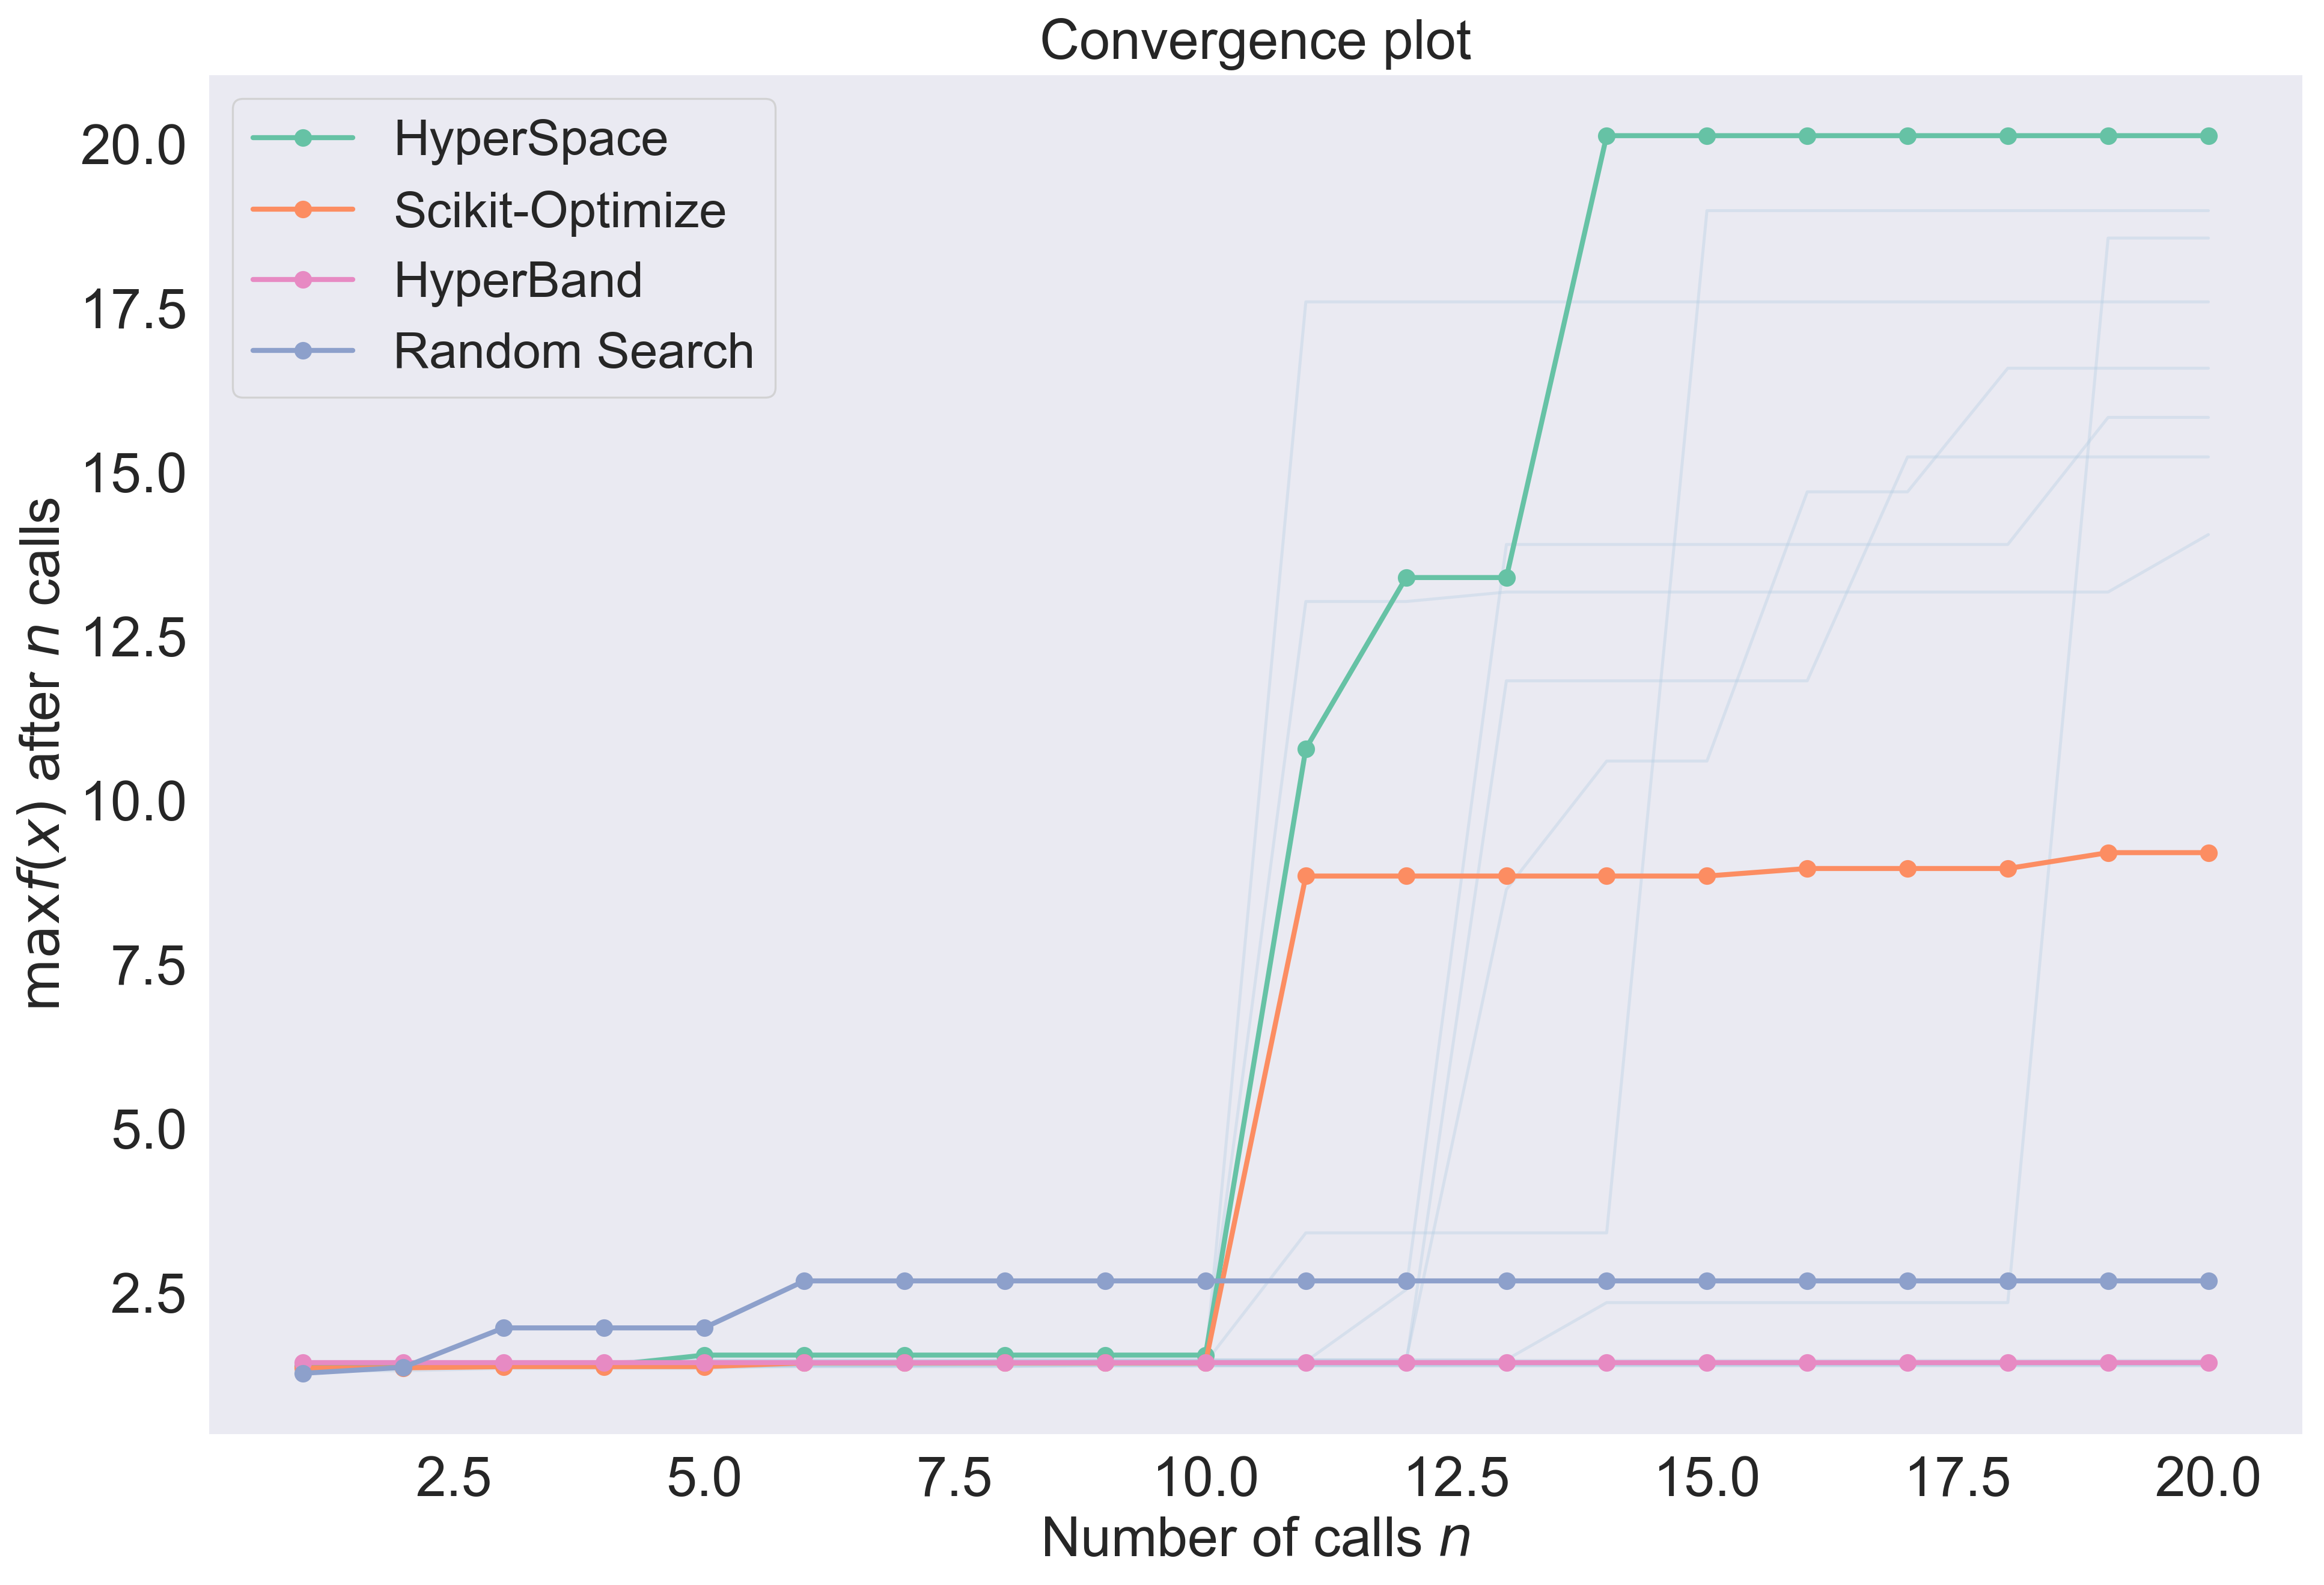 Convergence plot
HyperSpace
Scikit-Optimize
HyperBand
Random Search
20.0
17.5
15.0
12.5
10.0
7.5
5.0
2.5
maxf(x) after n calls
2.5 5.0 7.5 10.0 12.5 15.0 17.5 20.0
Number of calls n